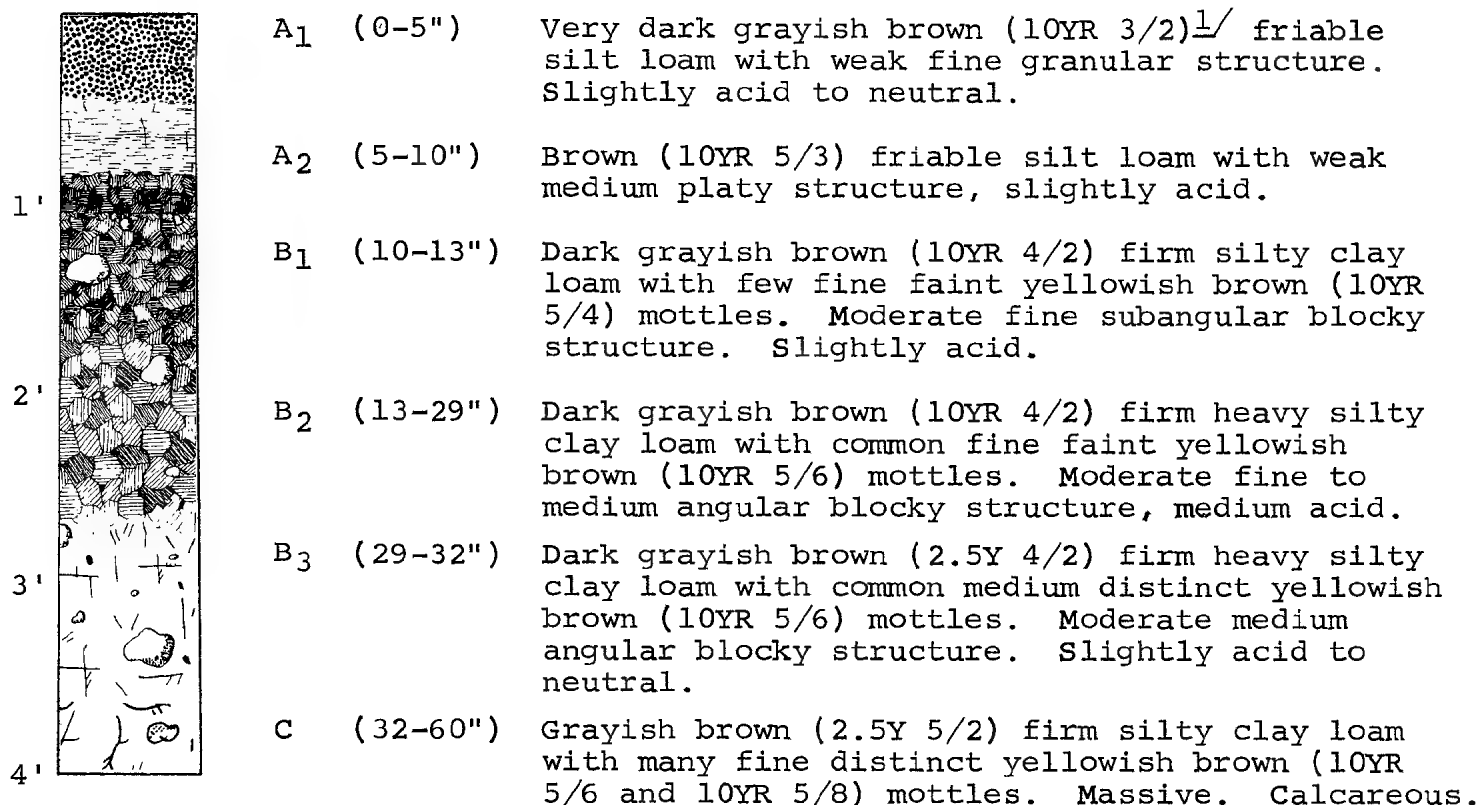 A1 (0-5") Very dark grayish brown (10YR 3/2)1/ friable
silt loam with weak fine granular structure.
Slightly acid to neutral.
A2 (5-10") Brown (10YR 5/3) friable silt loam with weak
medium platy structure, slightly acid.
1'
B1 (10-13") Dark grayish brown (10YR 4/2) firm silty clay
loam with few fine faint yellowish brown (10YR
5/4) mottles. Moderate fine subangular blocky
structure. Slightly acid.
2'
B2 (13-29") Dark grayish brown (10YR 4/2) firm heavy silty
clay loam with common fine faint yellowish
brown (10YR 5/6) mottles. Moderate fine to
medium angular blocky structure, medium acid.
B3 (29-32") Dark grayish brown (2.5Y 4/2) firm heavy silty
3'
clay loam with common medium distinct yellowish
brown (10YR 5/6) mottles. Moderate medium
angular blocky structure. Slightly acid to
neutral.
C (32-60") Grayish brown (2.5Y 5/2) firm silty clay loam
with many fine distinct yellowish brown (10YR
4'
5/6 and 10YR 5/8) mottles. Massive. Calcareous.